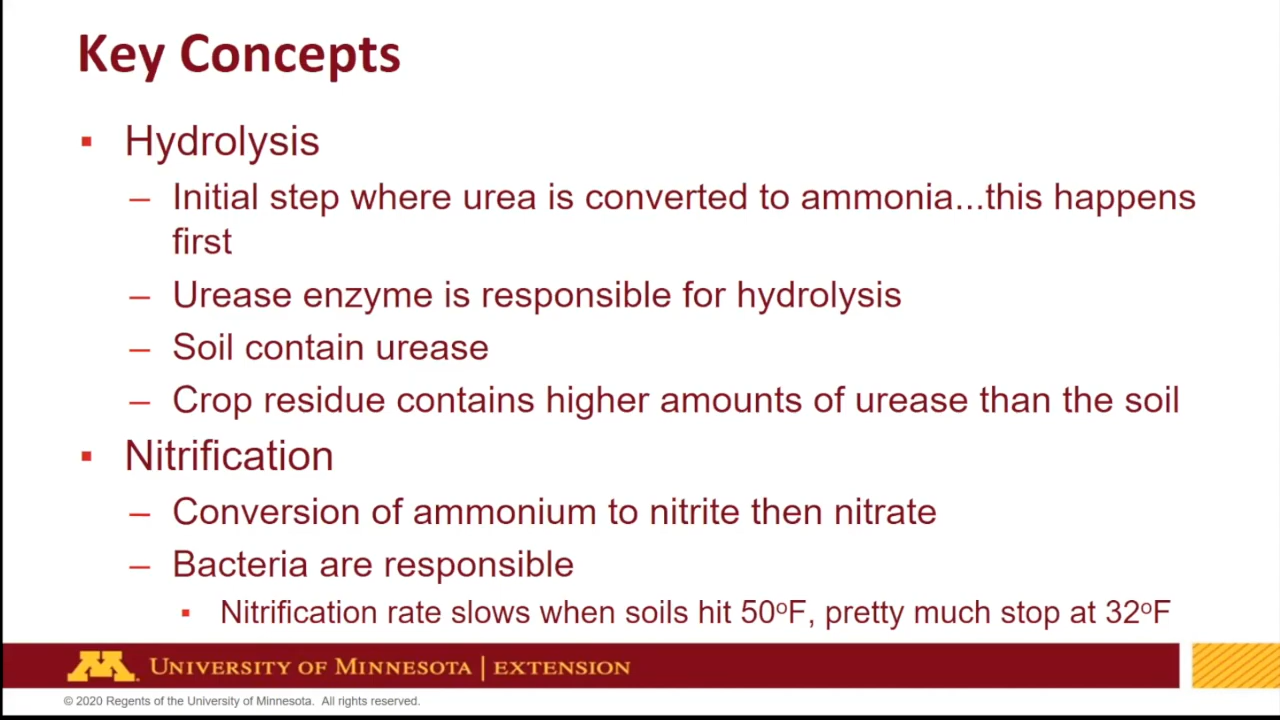 Key Concepts
▪ Hydrolysis
– Initial step where urea is converted to ammonia...this happens
first
– Urease enzyme is responsible for hydrolysis
– Soil contain urease
– Crop residue contains higher amounts of urease than the soil
▪ Nitrification
– Conversion of ammonium to nitrite then nitrate
– Bacteria are responsible
▪ Nitrification rate slows when soils hit 50ºF, pretty much stop at 32ºF
M UNIVERSITY OF MINNESOTA | EXTENSION
© 2020 Regents of the University of Minnesota. All rights reserved.